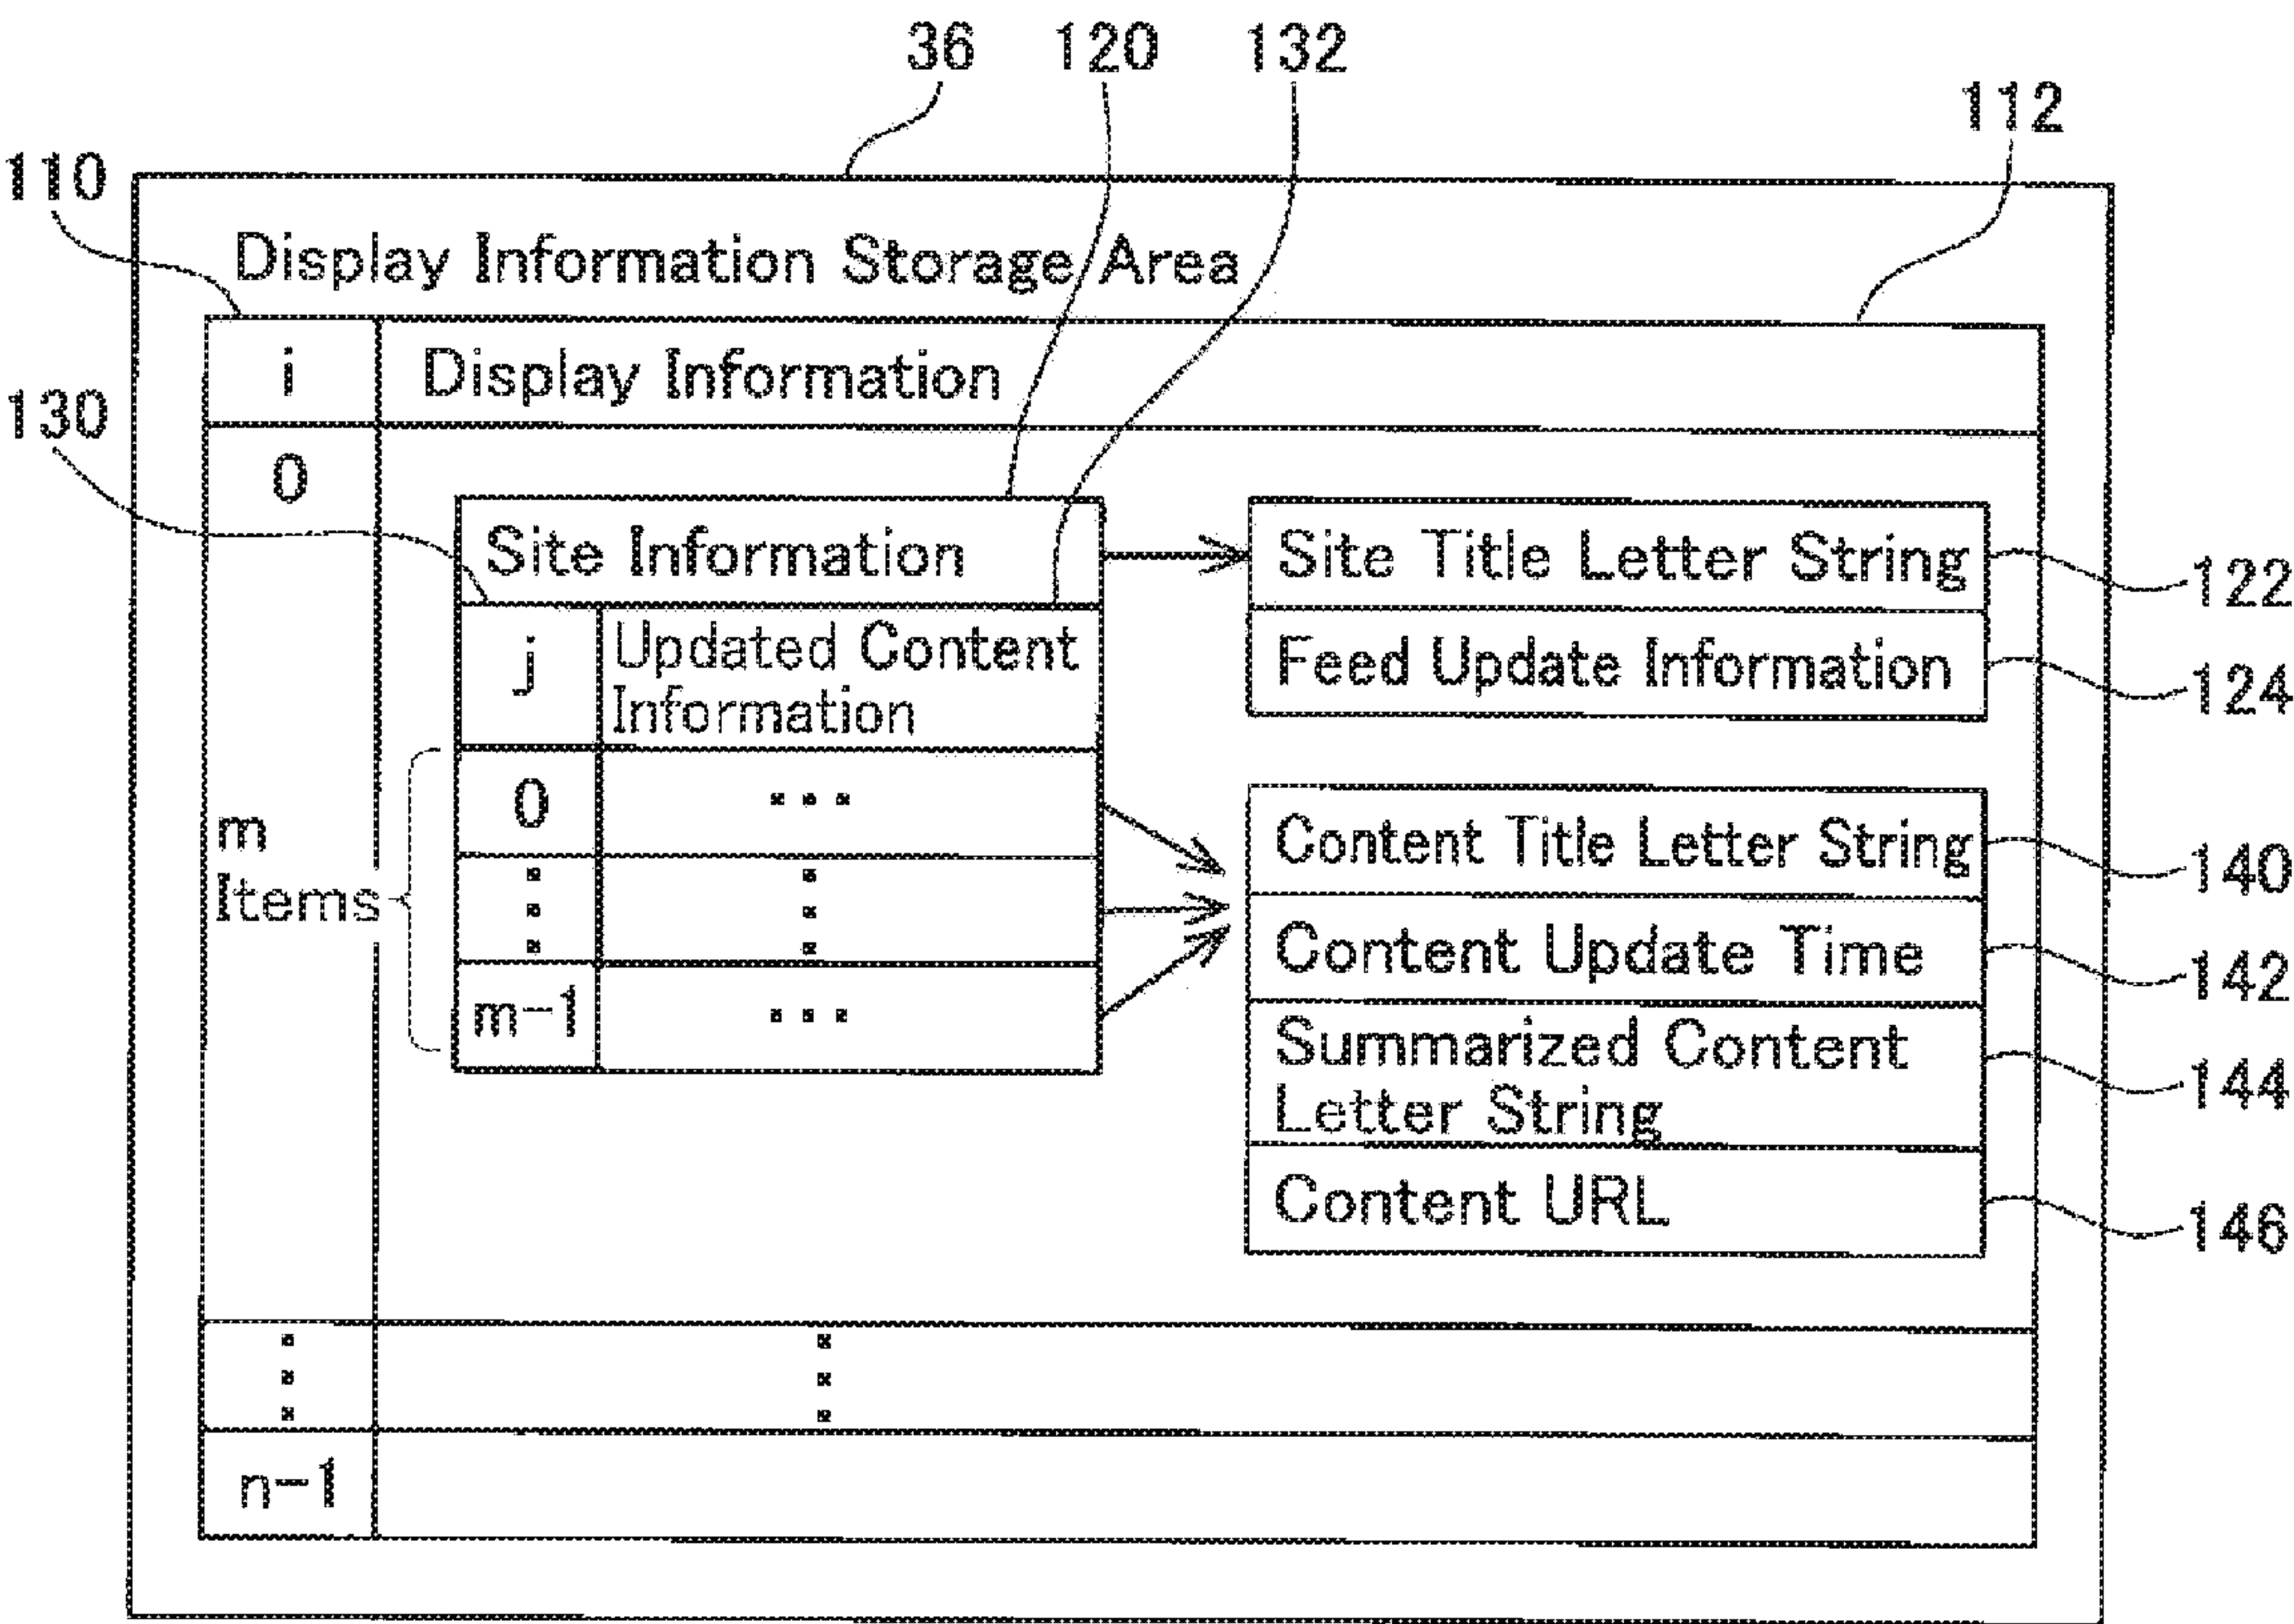 36 120 132
112
110
Display Information Storage Area
i Display Information
130
0
Site Information
Site Title Letter String
122
j
Updated Content
Information
Feed Update Information
124
m
Items
0 ...
Content Title Letter String
140
Content Update Time
142
m-1 ...
Summarized Content
Letter String
144
Content URL
146
n-1